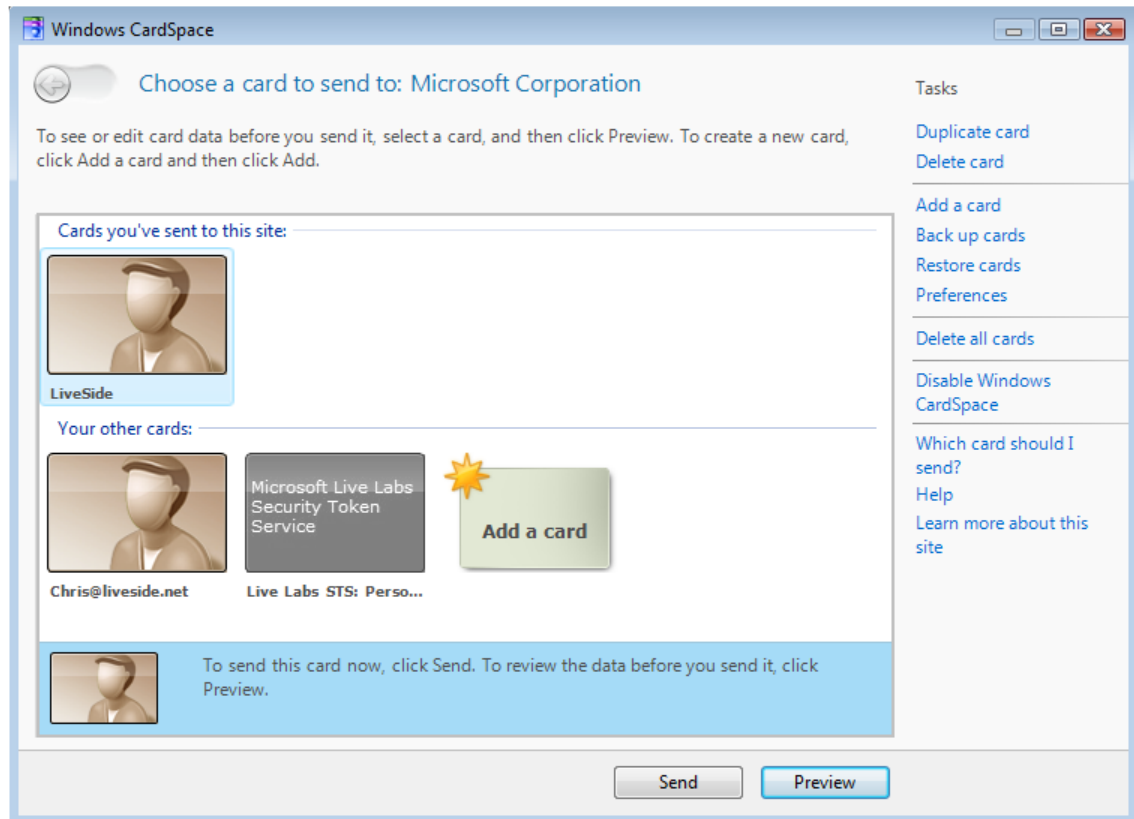 Windows CardSpace
Choose a card to send to: Microsoft Corporation
To see or edit card data before you send it, select a card, and then click Preview. To create a new card,
click Add a card and then click Add.
Cards you've sent to this site:
LiveSide
Your other cards:
Microsoft Live Labs
Security Token
Service
Add a card
Chris@liveside.net
Live Labs STS: Perso...
To send this card now, click Send. To review the data before you send it, click
Preview.
Send
Preview
Tasks
Duplicate card
Delete card
Add a card
Back up cards
Restore cards
Preferences
Delete all cards
Disable Windows
CardSpace
Which card should I
send?
Help
Learn more about this
site